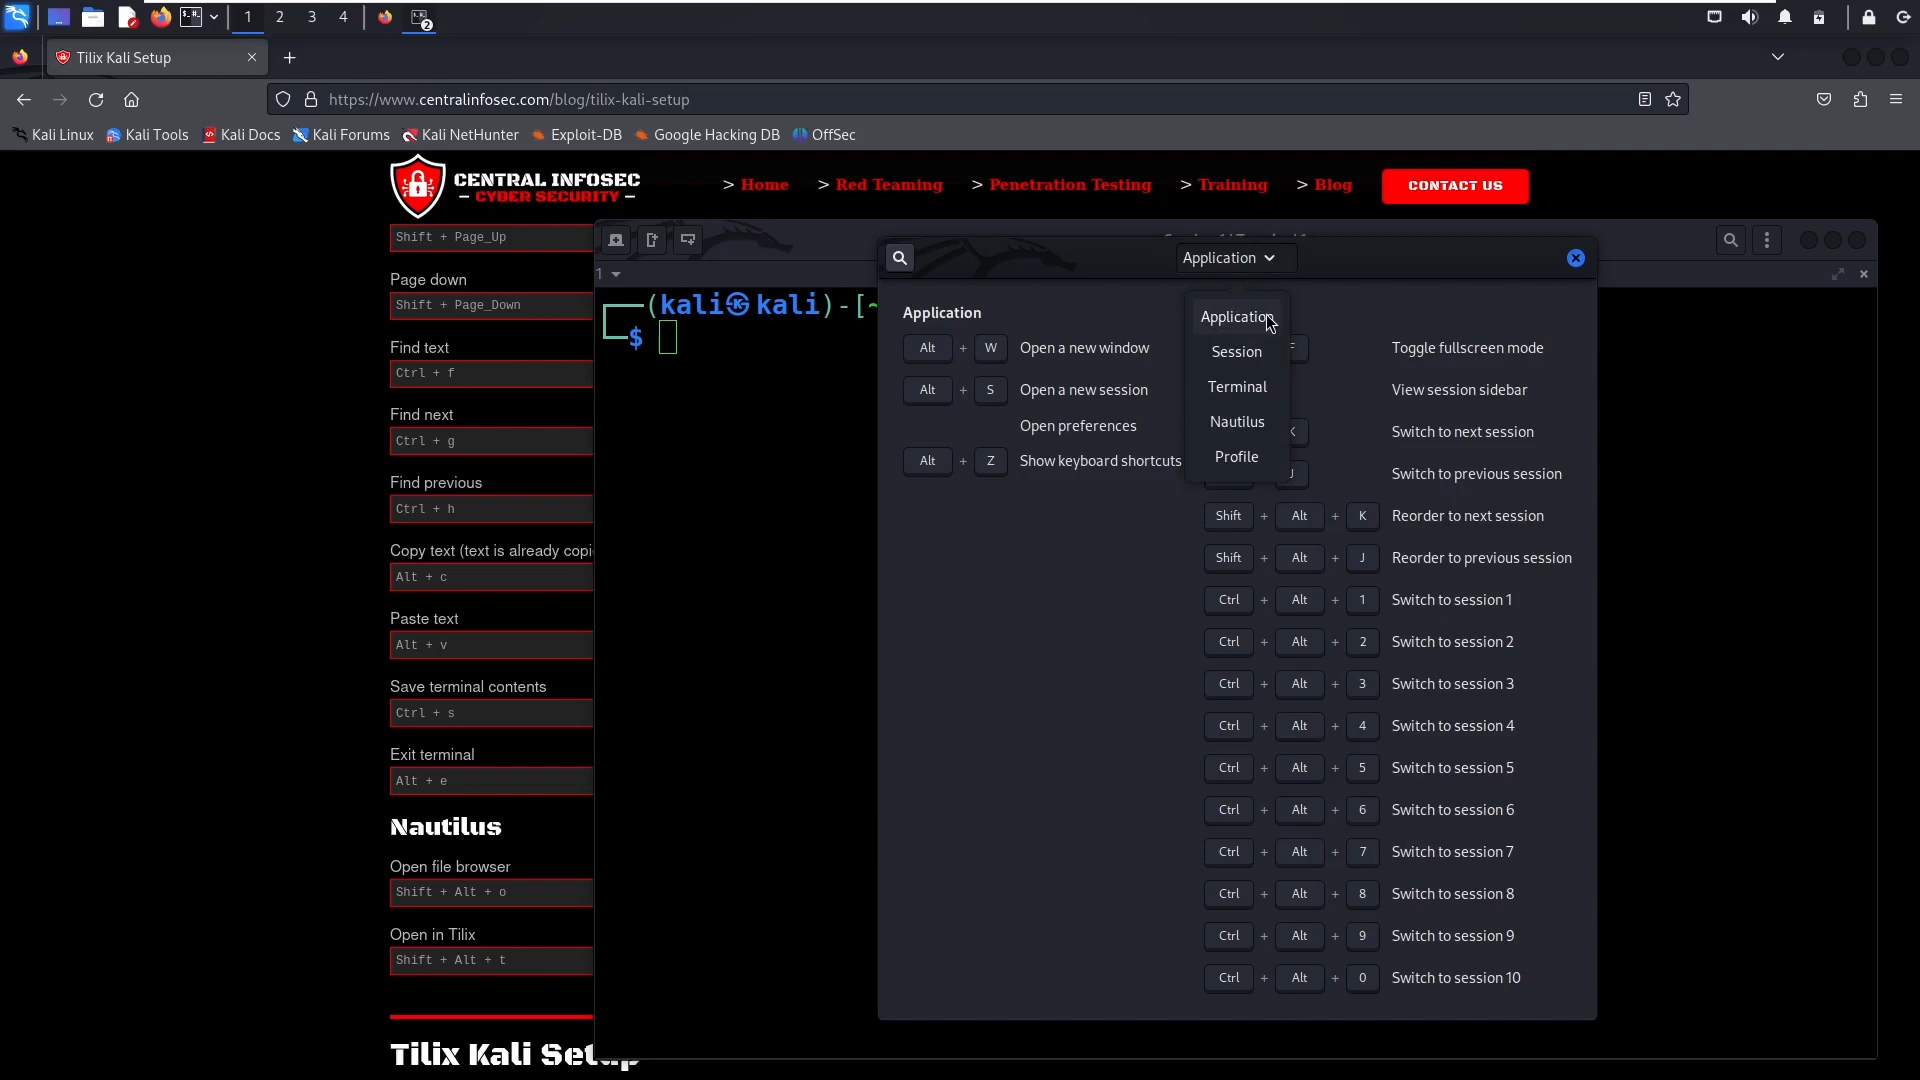 1 2 3 4
2
Tilix Kali Setup
https://www.centralinfosec.com/blog/tilix-kali-setup
Kali Linux Kali Tools Kali Docs Kali Forums Kali NetHunter Exploit-DB Google Hacking DB OffSec
CENTRAL INFOSEC
– CYBER SECURITY –
> Home > Red Teaming > Penetration Testing > Training > Blog CONTACT US
Shift + Page_Up
Page down
Shift + Page_Down
Find text
Ctrl + f
Find next
Ctrl + g
Find previous
Ctrl + h
Copy text (text is already copi
Alt + c
Paste text
Alt + v
Save terminal contents
Ctrl + s
Exit terminal
Alt + e
Nautilus
Open file browser
Shift + Alt + o
Open in Tilix
Shift + Alt + t
Tilix Kali Setup
1
(kali㉿kali)-[~
$
Application
Application
Session
Terminal
Nautilus
Profile
Application
Alt + W Open a new window
Alt + S Open a new session
Open preferences
Alt + Z Show keyboard shortcuts
F Toggle fullscreen mode
View session sidebar
K Switch to next session
J Switch to previous session
Shift + Alt + K Reorder to next session
Shift + Alt + J Reorder to previous session
Ctrl + Alt + 1 Switch to session 1
Ctrl + Alt + 2 Switch to session 2
Ctrl + Alt + 3 Switch to session 3
Ctrl + Alt + 4 Switch to session 4
Ctrl + Alt + 5 Switch to session 5
Ctrl + Alt + 6 Switch to session 6
Ctrl + Alt + 7 Switch to session 7
Ctrl + Alt + 8 Switch to session 8
Ctrl + Alt + 9 Switch to session 9
Ctrl + Alt + 0 Switch to session 10